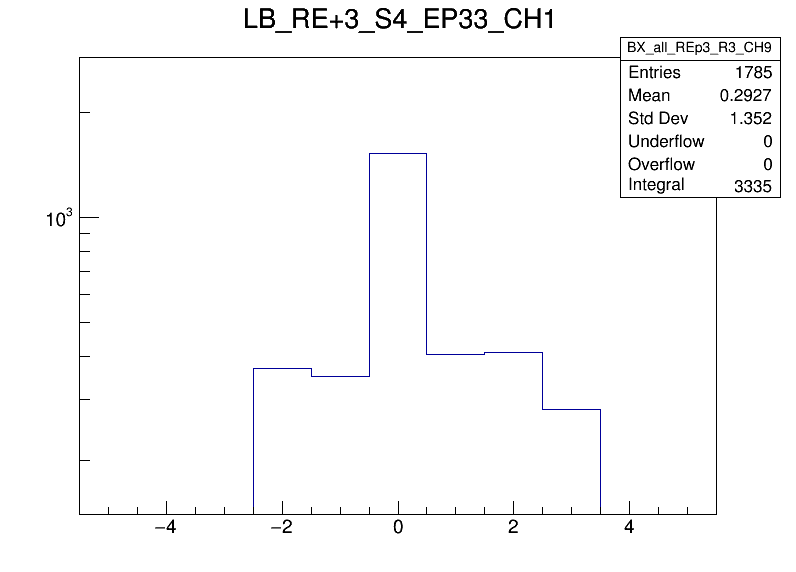 LB_RE+3_S4_EP33_CH1
BX_all_REp3_R3_CH9
Entries 1785
Mean 0.2927
Std Dev 1.352
Underflow 0
Overflow 0
Integral 3335
10³
−4 −2 0 2 4